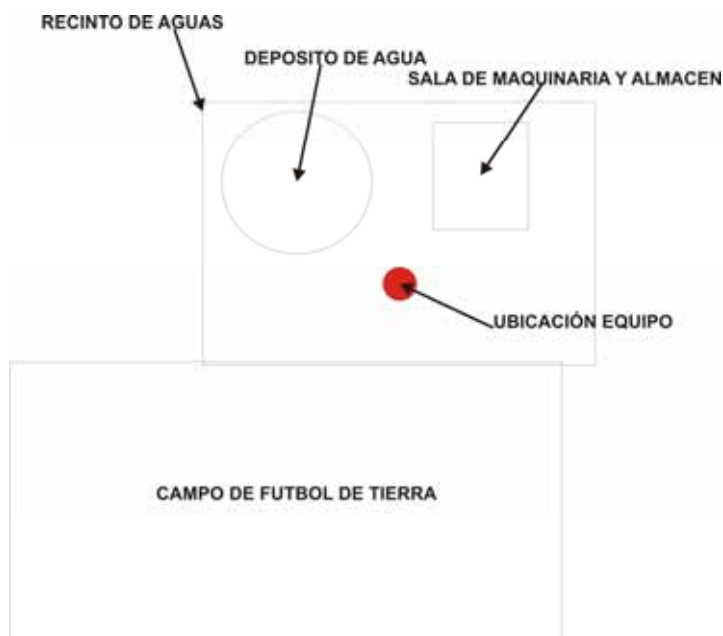 RECINTO DE AGUAS
DEPOSITO DE AGUA
SALA DE MAQUINARIA Y ALMACEN
UBICACIÓN EQUIPO
CAMPO DE FUTBOL DE TIERRA